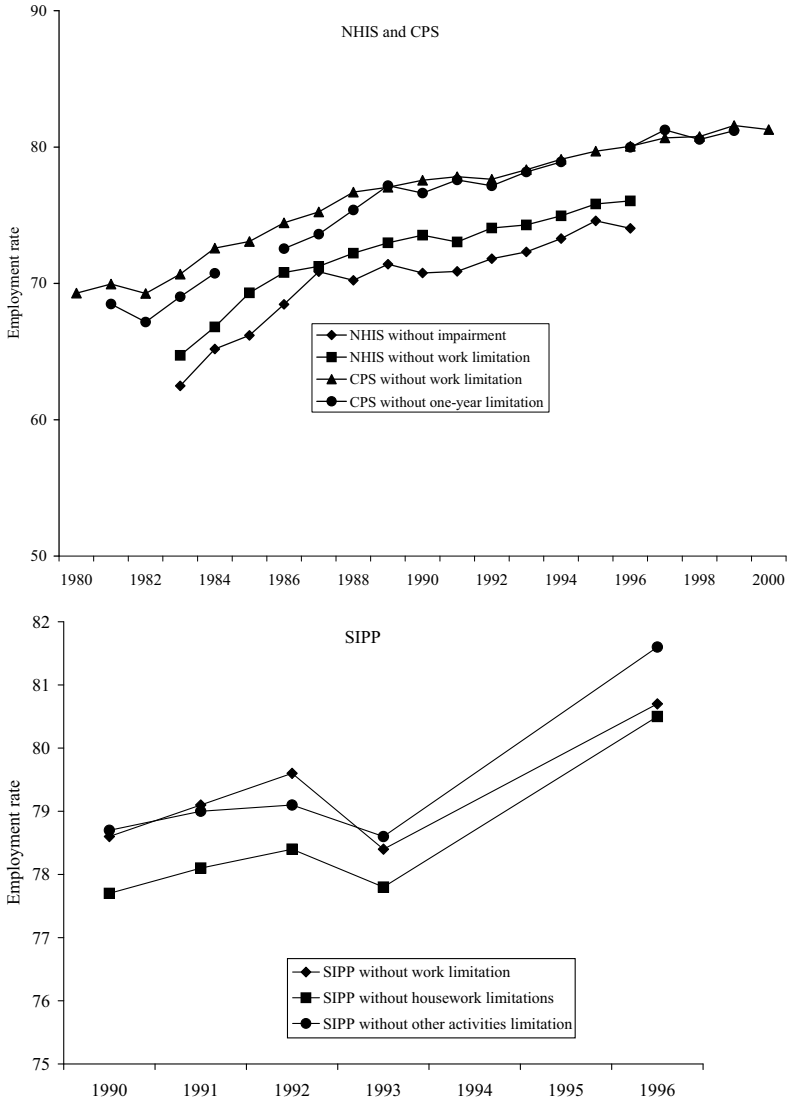 NHIS and CPS
Employment rate
90
80
70
60
50
NHIS without impairment
NHIS without work limitation
CPS without work limitation
CPS without one-year limitation
1980 1982 1984 1986 1988 1990 1992 1994 1996 1998 2000
SIPP
Employment rate
82
81
80
79
78
77
76
75
SIPP without work limitation
SIPP without housework limitations
SIPP without other activities limitation
1990 1991 1992 1993 1994 1995 1996